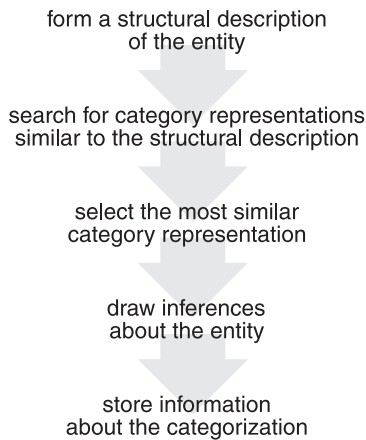 form a structural description
of the entity
search for category representations
similar to the structural description
select the most similar
category representation
draw inferences
about the entity
store information
about the categorization